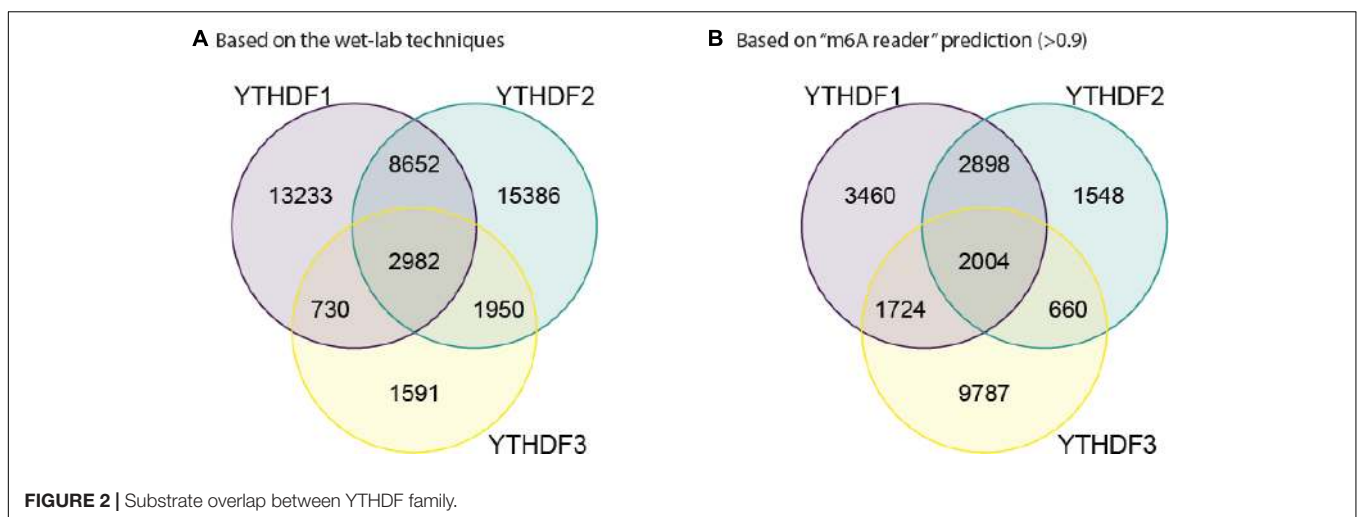 A Based on the wet-lab techniques
YTHDF1
YTHDF2
8652
13233
15386
2982
730
1950
1591
YTHDF3
B Based on “m6A reader” prediction (>0.9)
YTHDF1
YTHDF2
2898
3460
1548
2004
1724
660
9787
YTHDF3
FIGURE 2 | Substrate overlap between YTHDF family.